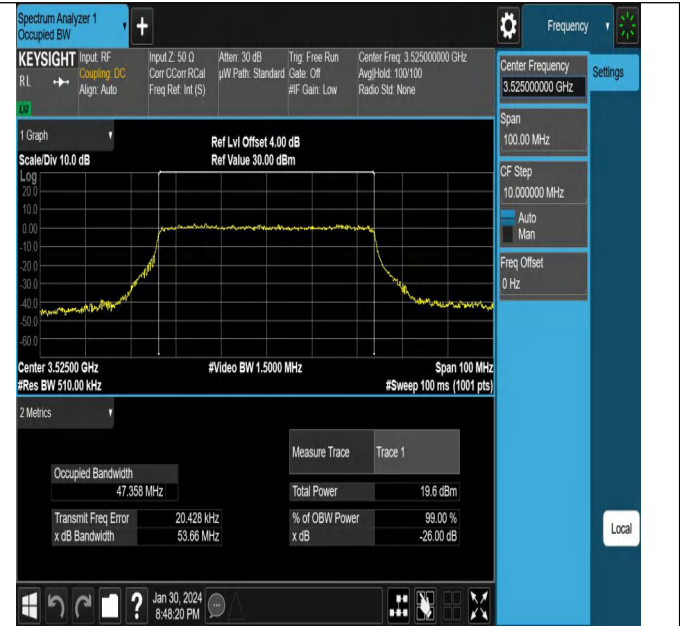 Spectrum Analyzer 1
Occupied BW
Frequency
KEYSIGHT
RL
Input: RF
Coupling: DC
Align: Auto
Input Z: 50 Ω
Corr CCorr RCal
Freq Ref: Int (S)
Atten: 30 dB
µW Path: Standard
Trig: Free Run
Gate: Off
#IF Gain: Low
Center Freq: 3.525000000 GHz
Avg|Hold: 100/100
Radio Std: None
Center Frequency
3.525000000 GHz
Settings
Span
100.00 MHz
CF Step
10.000000 MHz
Auto
Man
Freq Offset
0 Hz
1 Graph
Scale/Div 10.0 dB
Ref Lvl Offset 4.00 dB
Ref Value 30.00 dBm
Log
20.0
10.0
0.00
-10.0
-20.0
-30.0
-40.0
-50.0
-60.0
Center 3.52500 GHz
#Video BW 1.5000 MHz
Span 100 MHz
#Res BW 510.00 kHz
#Sweep 100 ms (1001 pts)
2 Metrics
Measure Trace
Trace 1
Occupied Bandwidth
47.358 MHz
Total Power
19.6 dBm
Transmit Freq Error
20.428 kHz
% of OBW Power
99.00 %
x dB Bandwidth
53.66 MHz
x dB
-26.00 dB
Local
?
Jan 30, 2024
8:48:20 PM